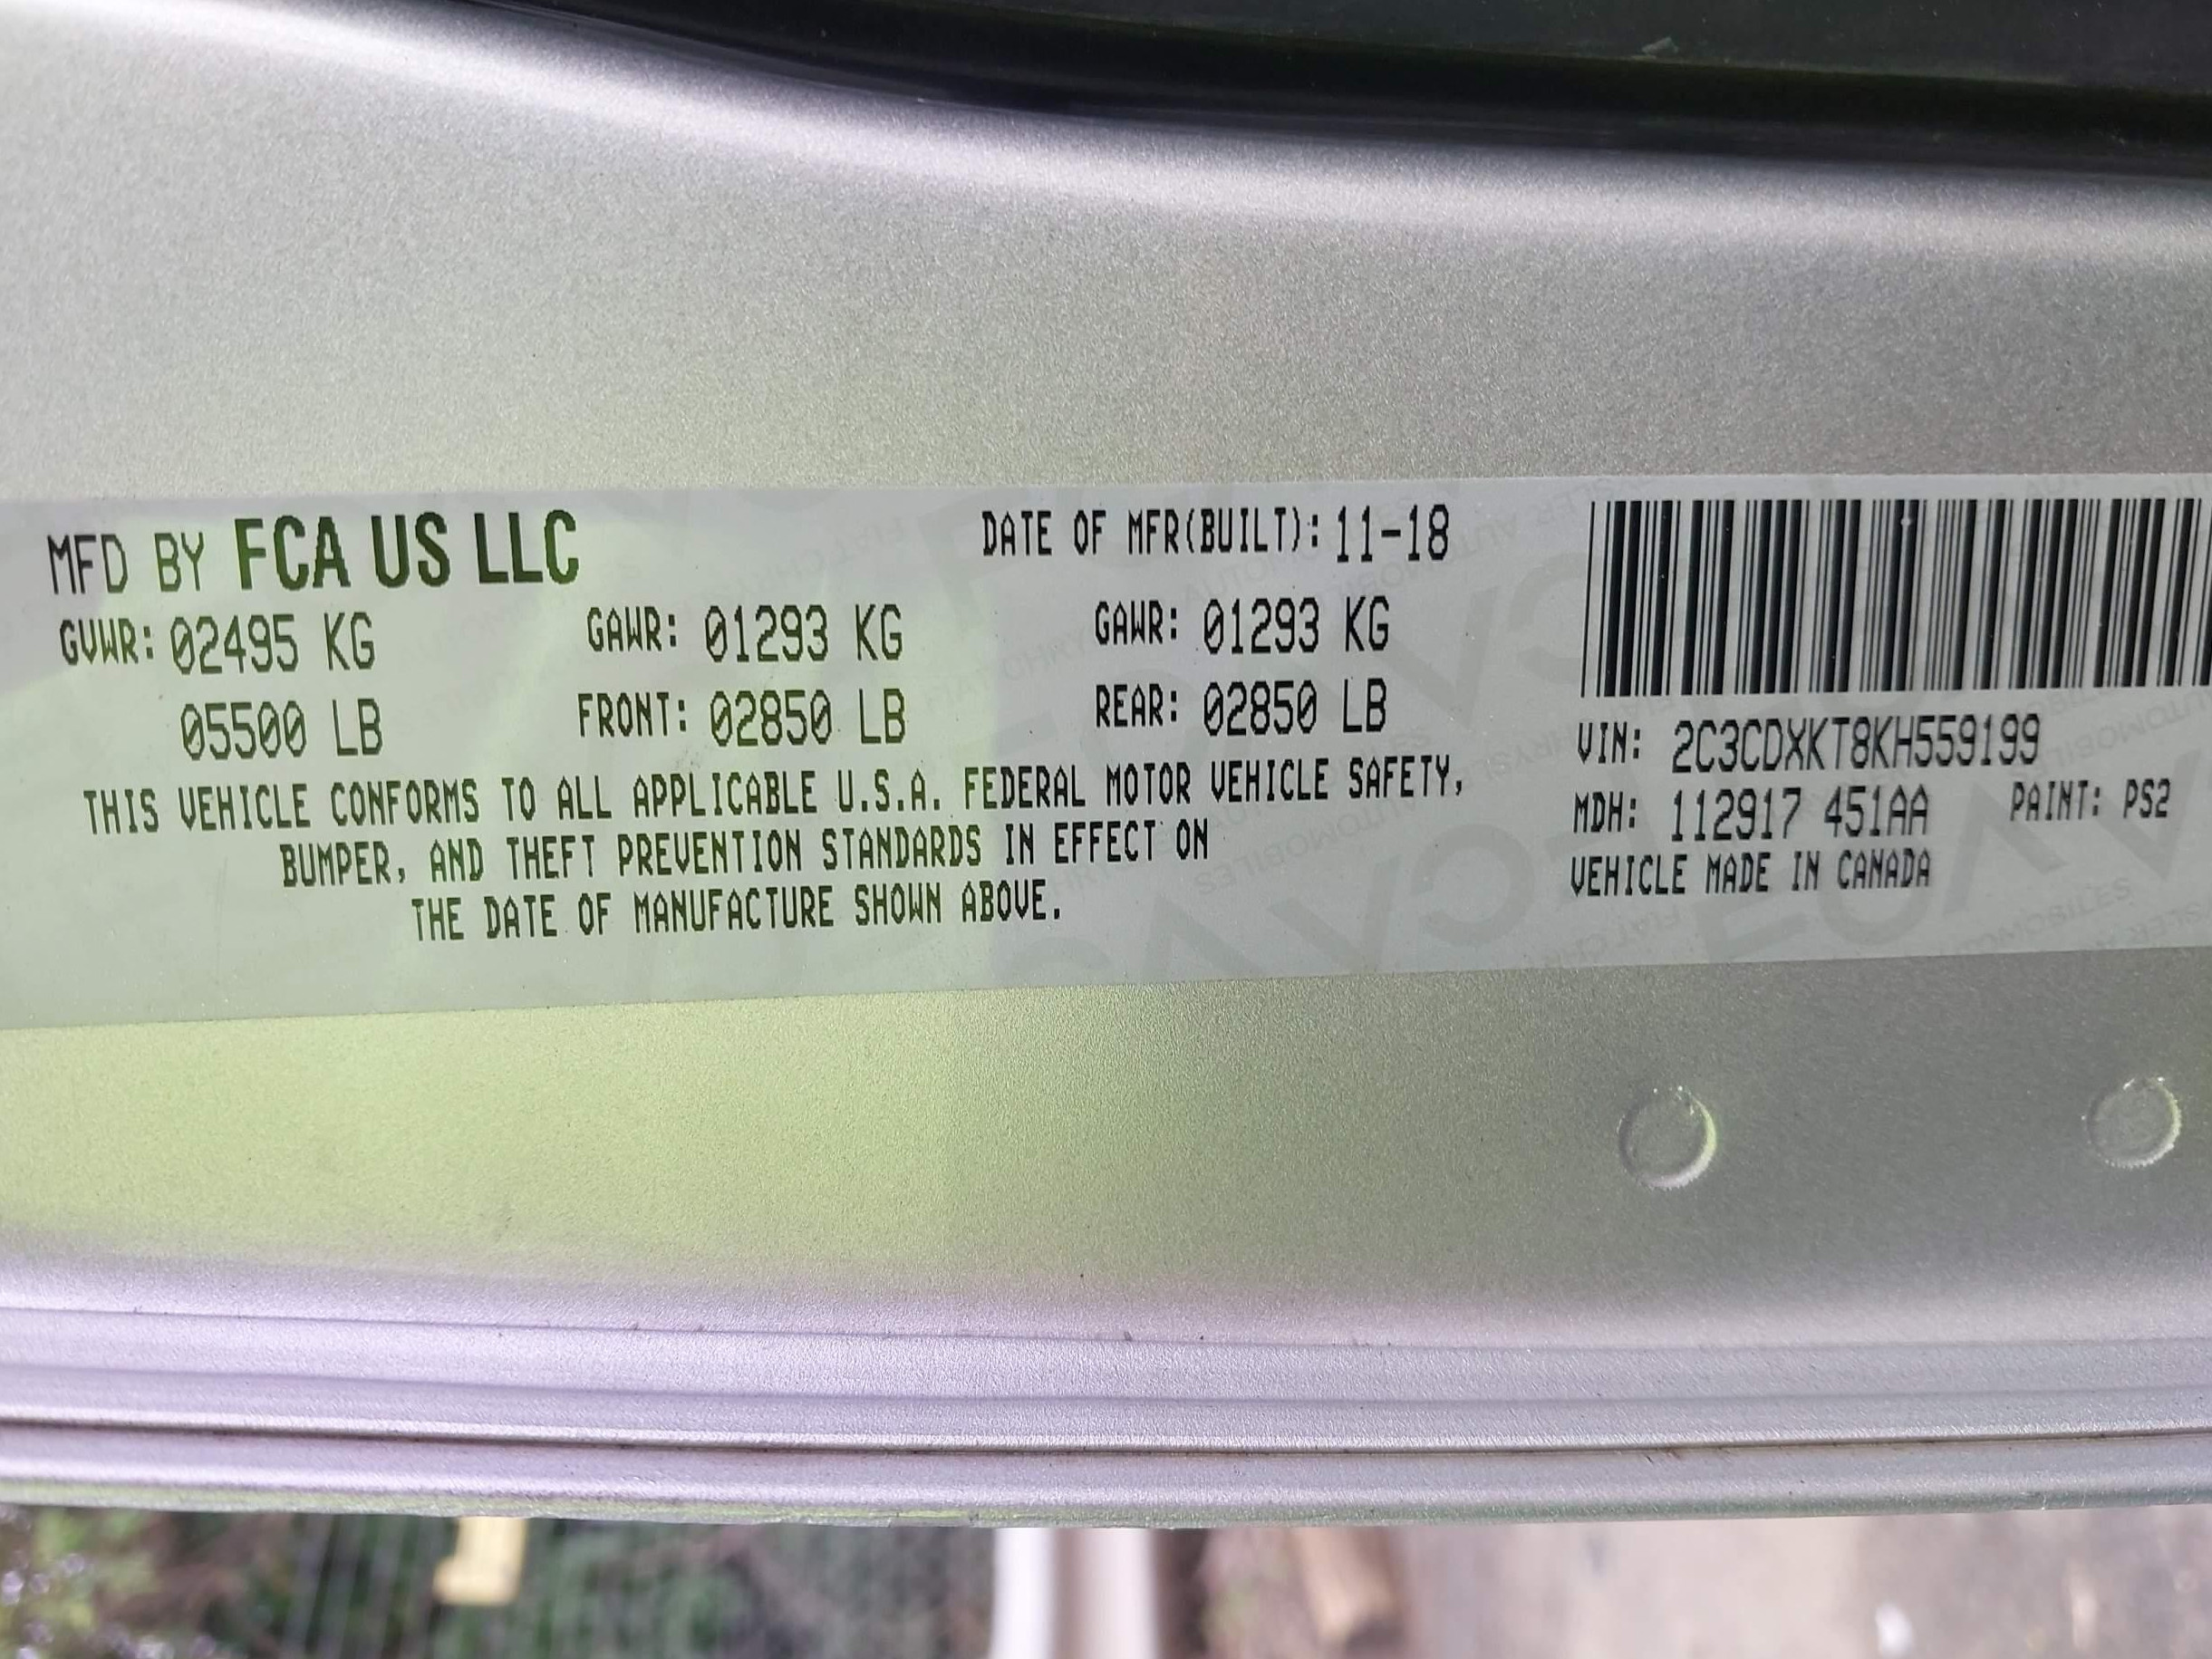 MFD BY FCA US LLC DATE OF MFR(BUILT): 11-18
GVWR: 02495 KG GAWR: 01293 KG GAWR: 01293 KG
05500 LB FRONT: 02850 LB REAR: 02850 LB
THIS VEHICLE CONFORMS TO ALL APPLICABLE U.S.A. FEDERAL MOTOR VEHICLE SAFETY,
BUMPER, AND THEFT PREVENTION STANDARDS IN EFFECT ON
THE DATE OF MANUFACTURE SHOWN ABOVE.
VIN: 2C3CDXKT8KH559199
MDH: 112917 451AA PAINT: PS2
VEHICLE MADE IN CANADA